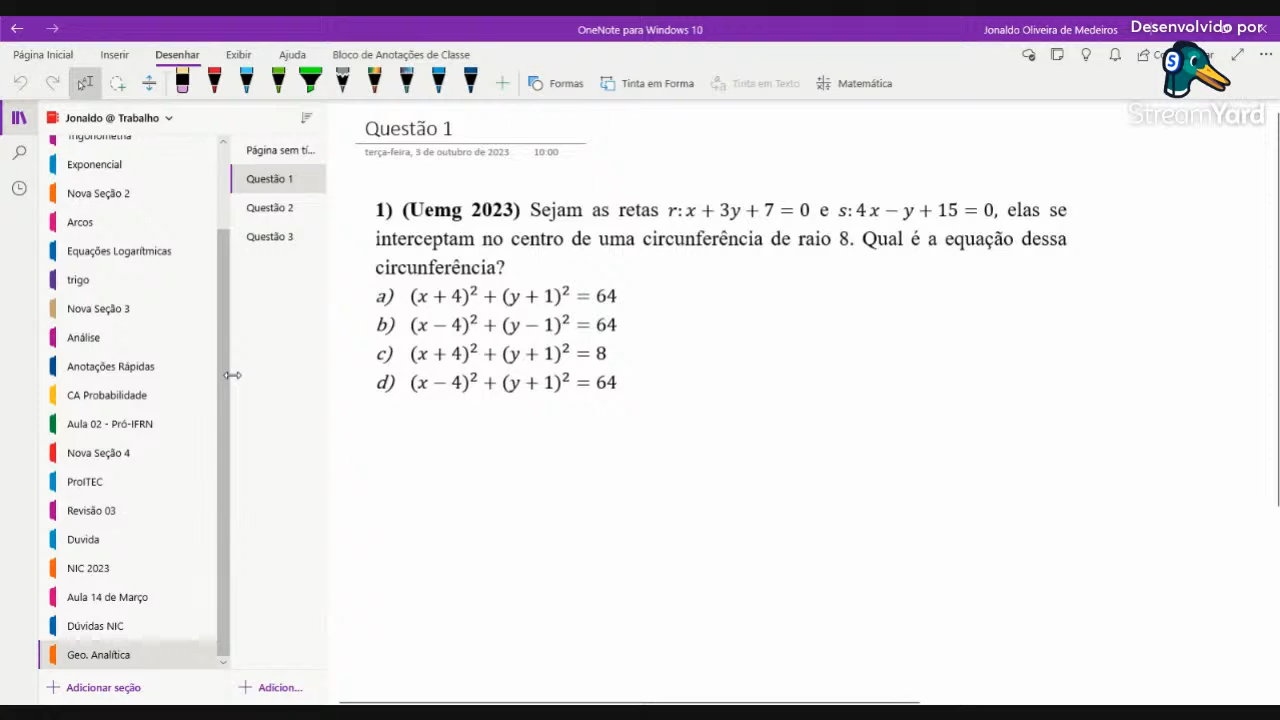 OneNote para Windows 10
Jonaldo Oliveira de Medeiros
Desenvolvido por
Página Inicial
Inserir
Desenhar
Exibir
Ajuda
Bloco de Anotações de Classe
StreamYard
Formas
Tinta em Forma
Tinta em Texto
Matemática
Jonaldo @ Trabalho
Trigonometria
Exponencial
Nova Seção 2
Arcos
Equações Logarítmicas
trigo
Nova Seção 3
Análise
Anotações Rápidas
CA Probabilidade
Aula 02 - Pró-IFRN
Nova Seção 4
ProITEC
Revisão 03
Duvida
NIC 2023
Aula 14 de Março
Dúvidas NIC
Geo. Analítica
Adicionar seção
Página sem tí...
Questão 1
Questão 2
Questão 3
Adicion...
Questão 1
terça-feira, 3 de outubro de 2023 10:00
1) (Uemg 2023) Sejam as retas r: x + 3y + 7 = 0 e s: 4x − y + 15 = 0, elas se
interceptam no centro de uma circunferência de raio 8. Qual é a equação dessa
circunferência?
a) (x + 4)² + (y + 1)² = 64
b) (x − 4)² + (y − 1)² = 64
c) (x + 4)² + (y + 1)² = 8
d) (x − 4)² + (y + 1)² = 64